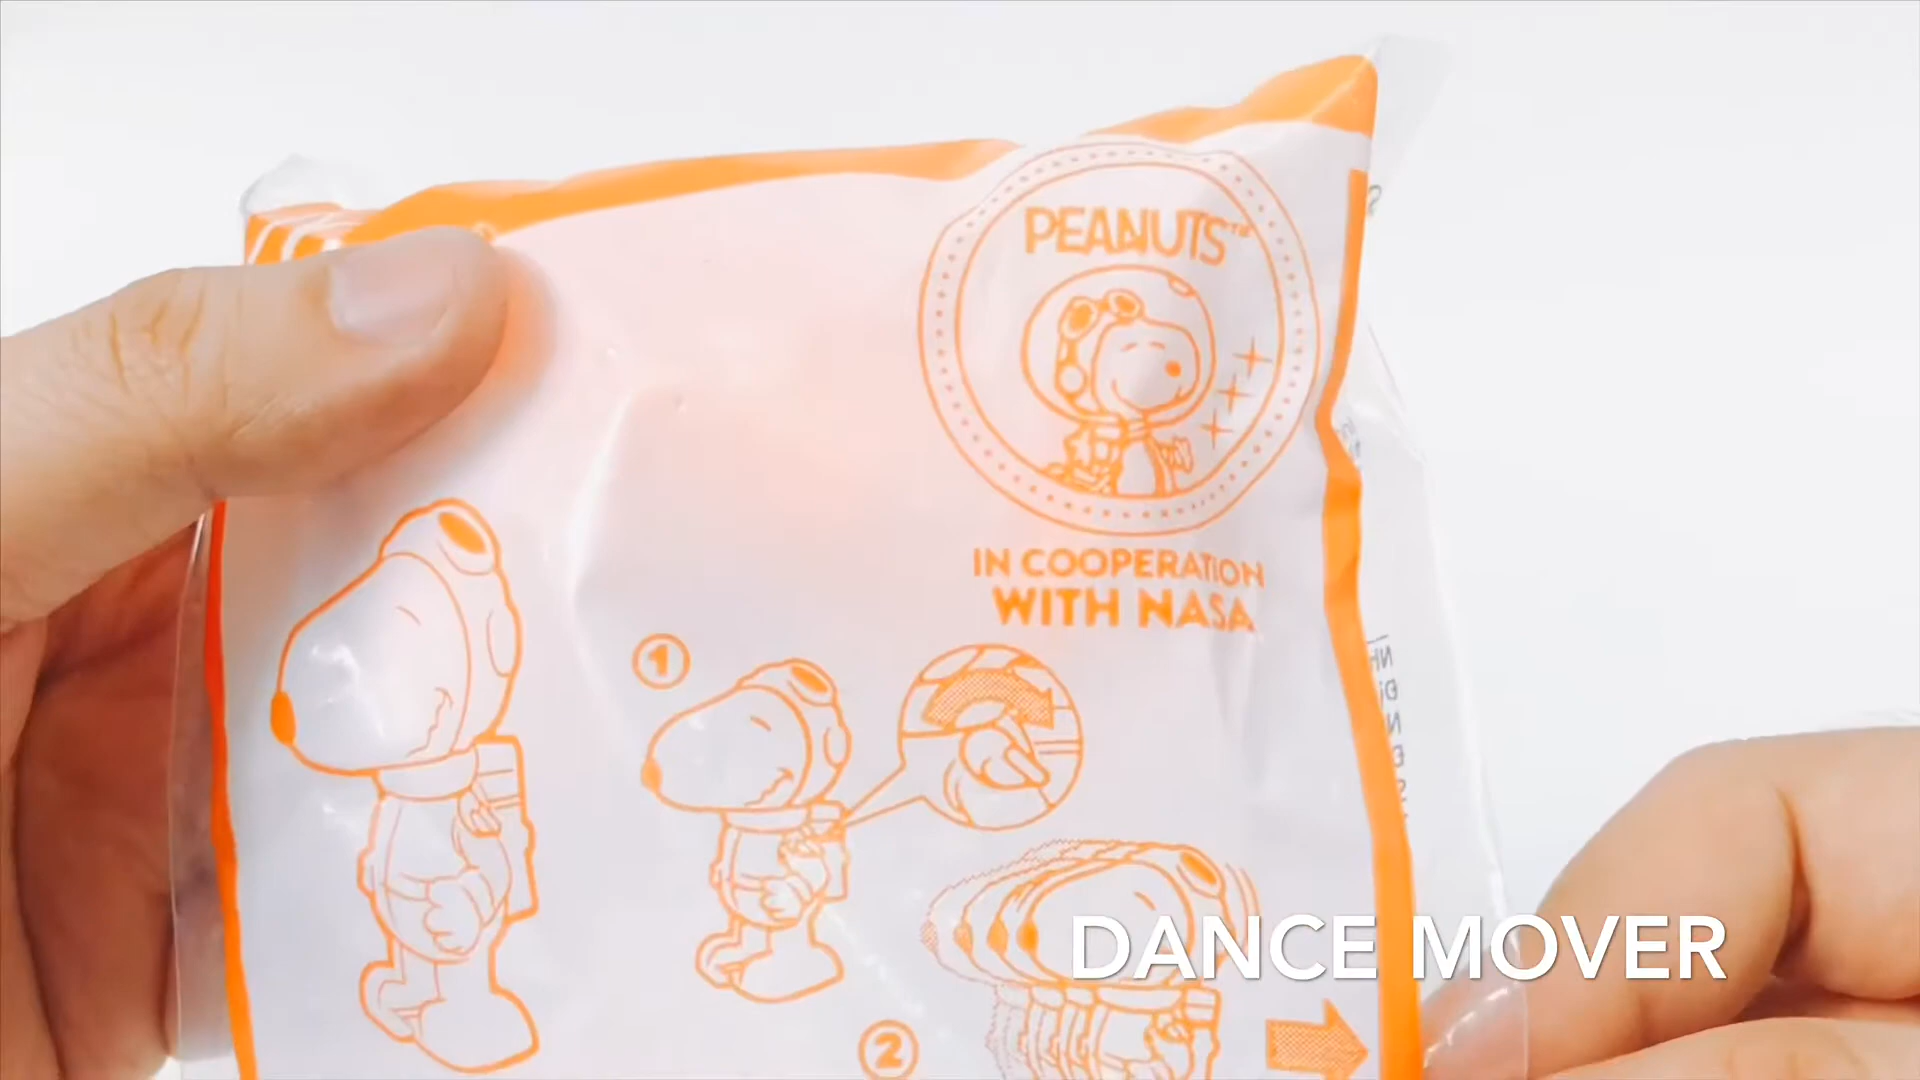 PEANUTS™
IN COOPERATION
WITH NASA
1
2
DANCE MOVER